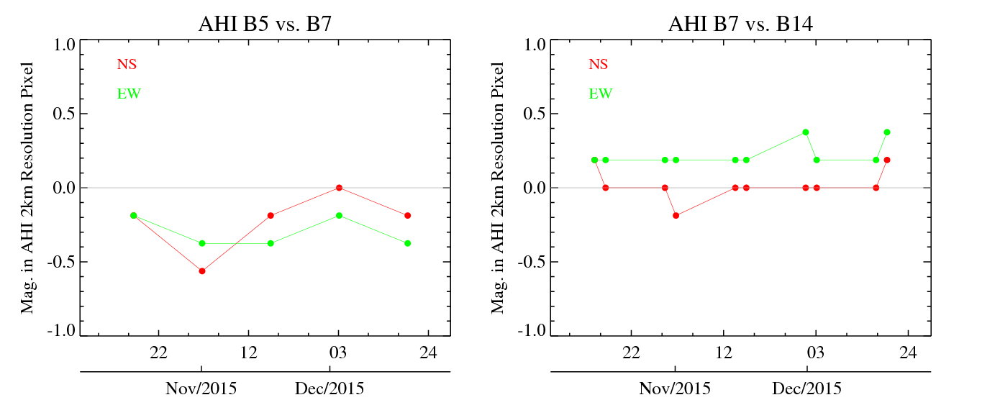 AHI B5 vs. B7
1.0
NS
EW
0.5
0.0
-0.5
-1.0
Mag. in AHI 2km Resolution Pixel
22 12 03 24
Nov/2015 Dec/2015
AHI B7 vs. B14
1.0
NS
EW
0.5
0.0
-0.5
-1.0
Mag. in AHI 2km Resolution Pixel
22 12 03 24
Nov/2015 Dec/2015